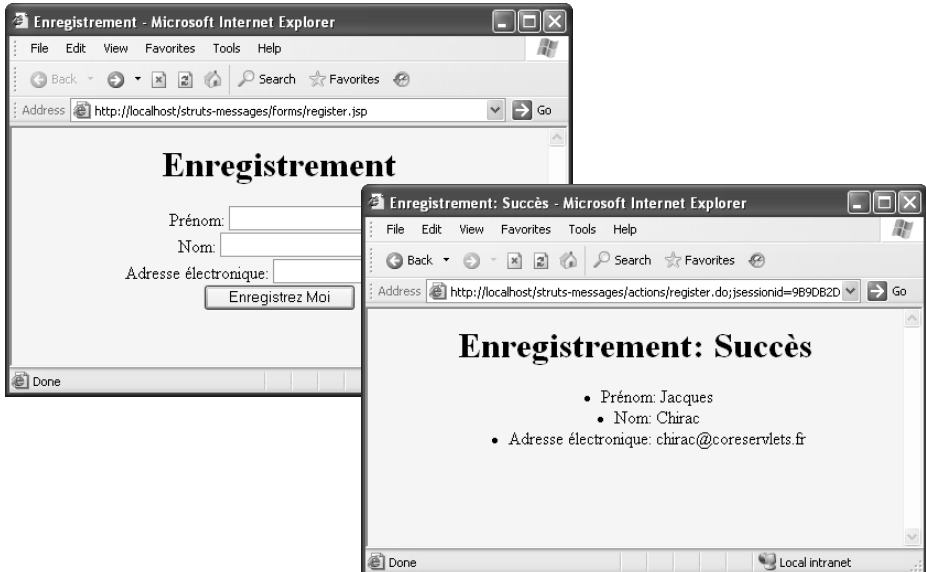 Enregistrement - Microsoft Internet Explorer
File Edit View Favorites Tools Help
Back Search Favorites
Address http://localhost/struts-messages/forms/register.jsp Go
Enregistrement
Prénom:
Nom:
Adresse électronique:
Enregistrez Moi
Done
Enregistrement: Succès - Microsoft Internet Explorer
File Edit View Favorites Tools Help
Back Search Favorites
Address http://localhost/struts-messages/actions/register.do;jsessionid=9B9DB2D Go
Enregistrement: Succès
• Prénom: Jacques
• Nom: Chirac
• Adresse électronique: chirac@coreservlets.fr
Done Local intranet